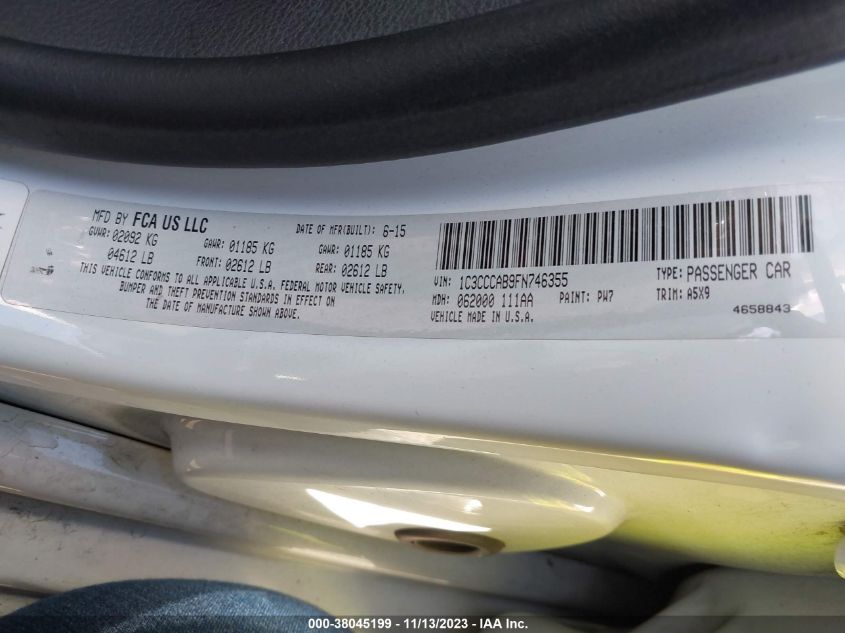 MFD BY FCA US LLC
DATE OF MFR(BUILT): 6-15
GVWR: 02092 KG
GAWR: 01185 KG
GAWR: 01185 KG
04612 LB
FRONT: 02612 LB
REAR: 02612 LB
THIS VEHICLE CONFORMS TO ALL APPLICABLE U.S.A. FEDERAL MOTOR VEHICLE SAFETY,
BUMPER AND THEFT PREVENTION STANDARDS IN EFFECT ON
THE DATE OF MANUFACTURE SHOWN ABOVE.
VIN: 1C3CCCAB9FN746355
TYPE: PASSENGER CAR
MDH: 062000 111AA
PAINT: PW7
TRIM: A5X9
VEHICLE MADE IN U.S.A.
4658843
000-38045199 - 11/13/2023 - IAA Inc.